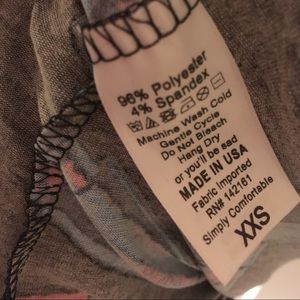 96% Polyester
4% Spandex
Machine Wash Cold
Gentle Cycle
Do Not Bleach
Hang Dry
or you'll be sad
MADE IN USA
Fabric Imported
RN# 142161
Simply Comfortable
XXS